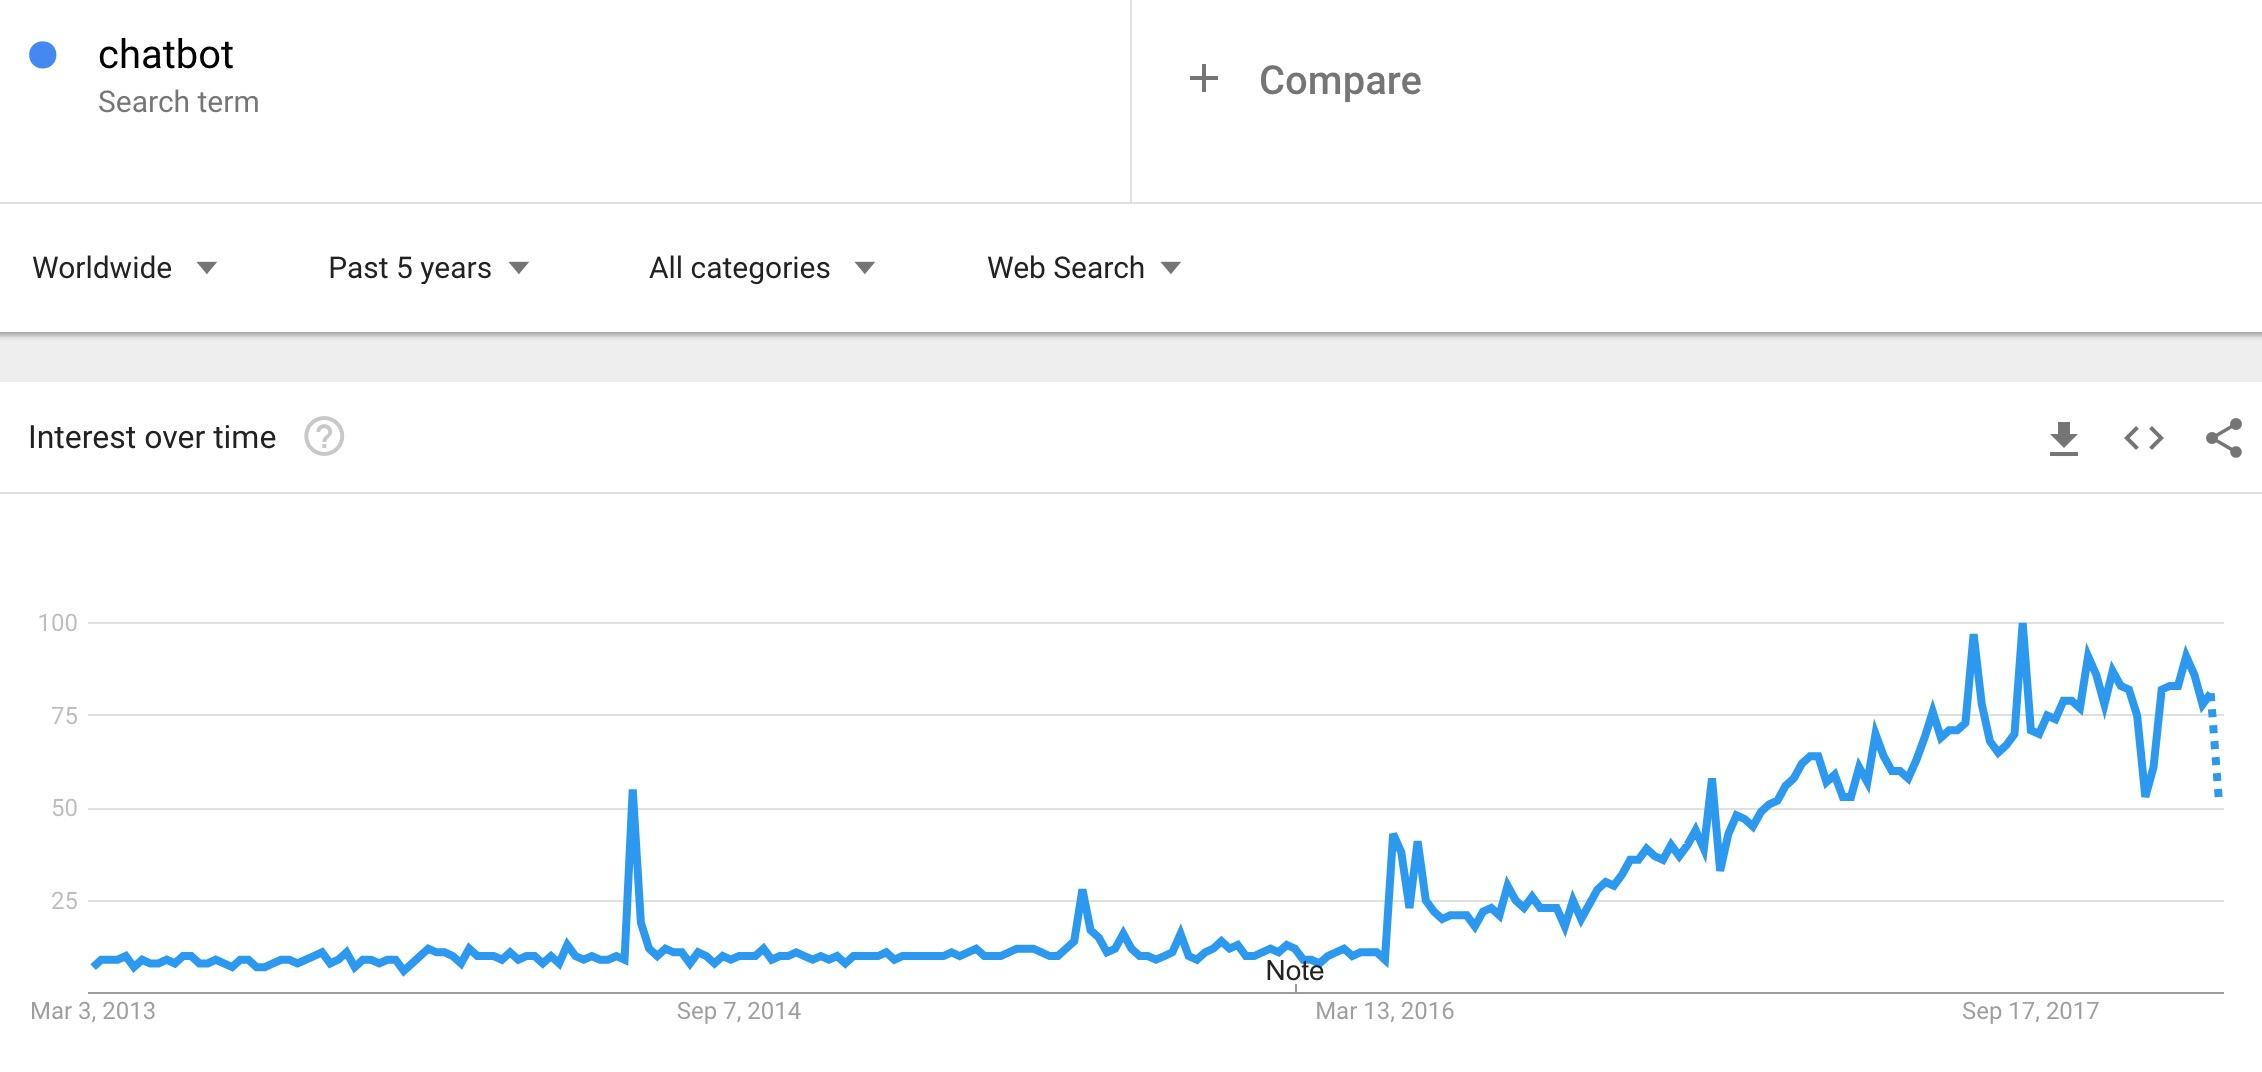 chatbot
Search term
+ Compare
Worldwide Past 5 years All categories Web Search
Interest over time ?
100
75
50
25
Note
Mar 3, 2013 Sep 7, 2014 Mar 13, 2016 Sep 17, 2017